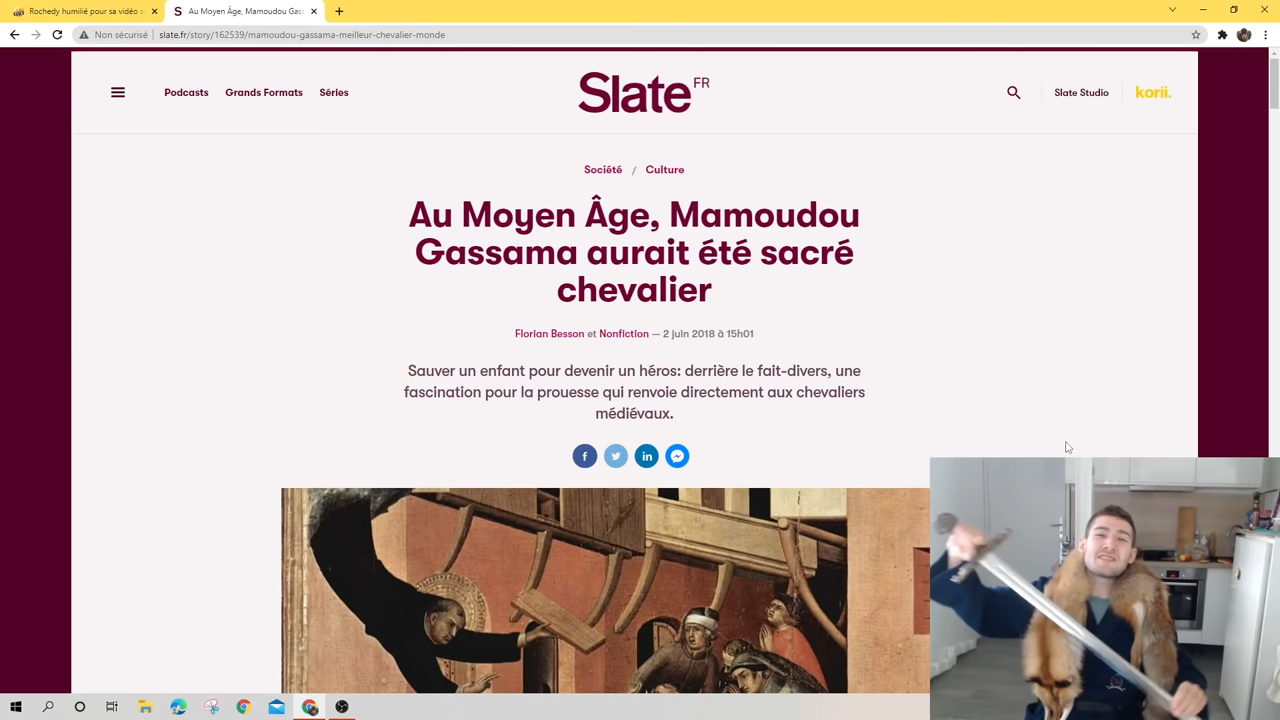 Rochedy humilié pour sa vidéo s
Au Moyen Âge, Mamoudou Gas
Non sécurisé
slate.fr/story/162539/mamoudou-gassama-meilleur-chevalier-monde
Podcasts
Grands Formats
Séries
Slate FR
Slate Studio
korii.
Société / Culture
Au Moyen Âge, Mamoudou
Gassama aurait été sacré
chevalier
Florian Besson et Nonfiction — 2 juin 2018 à 15h01
Sauver un enfant pour devenir un héros: derrière le fait-divers, une
fascination pour la prouesse qui renvoie directement aux chevaliers
médiévaux.